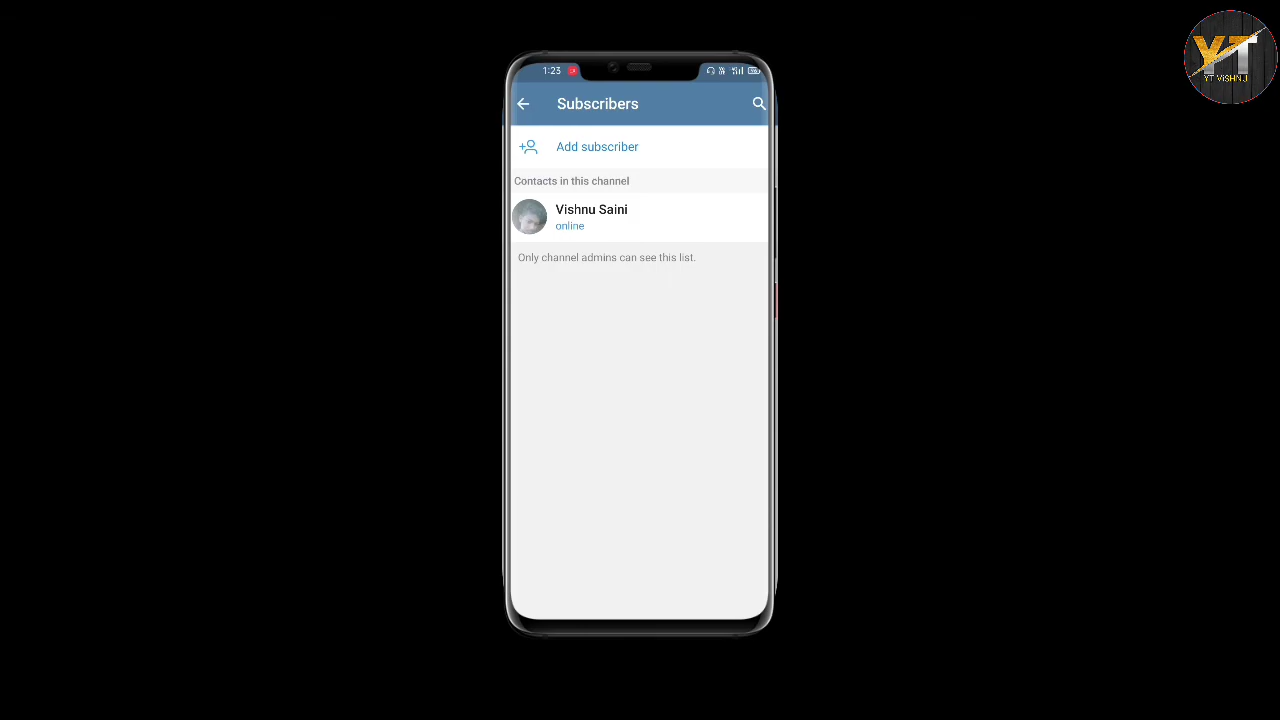 1:23
Subscribers
Add subscriber
Contacts in this channel
Vishnu Saini
online
Only channel admins can see this list.
YT
YT ViSHNU